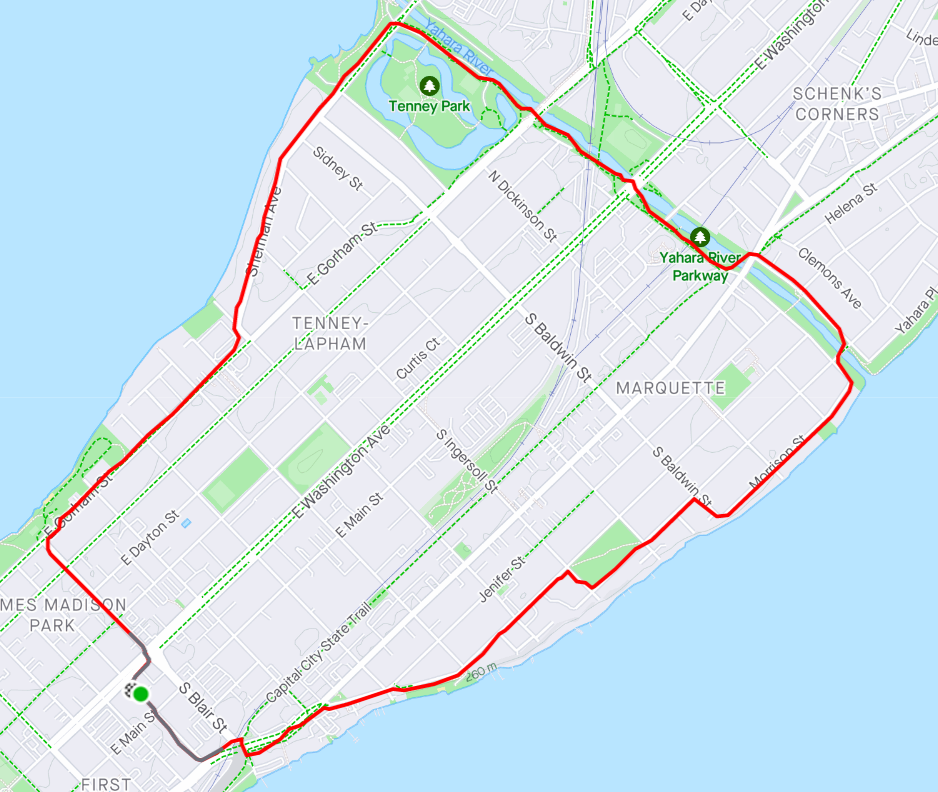 Yahara River
E Day
E Washington
Linde
SCHENK'S
CORNERS
Tenney Park
Sidney St
N Dickinson St
Helena St
Sherman Ave
E Gorham St
Yahara River
Parkway
Clemons Ave
Yahara Pl
TENNEY-
LAPHAM
Curtis Ct
S Baldwin St
MARQUETTE
E Washington Ave
S Ingersoll St
S Baldwin St
Morrison St
E Gorham St
E Dayton St
E Main St
Jenifer St
MES MADISON
PARK
Capital City State Trail
260 m
S Blair St
E Main S
FIRST